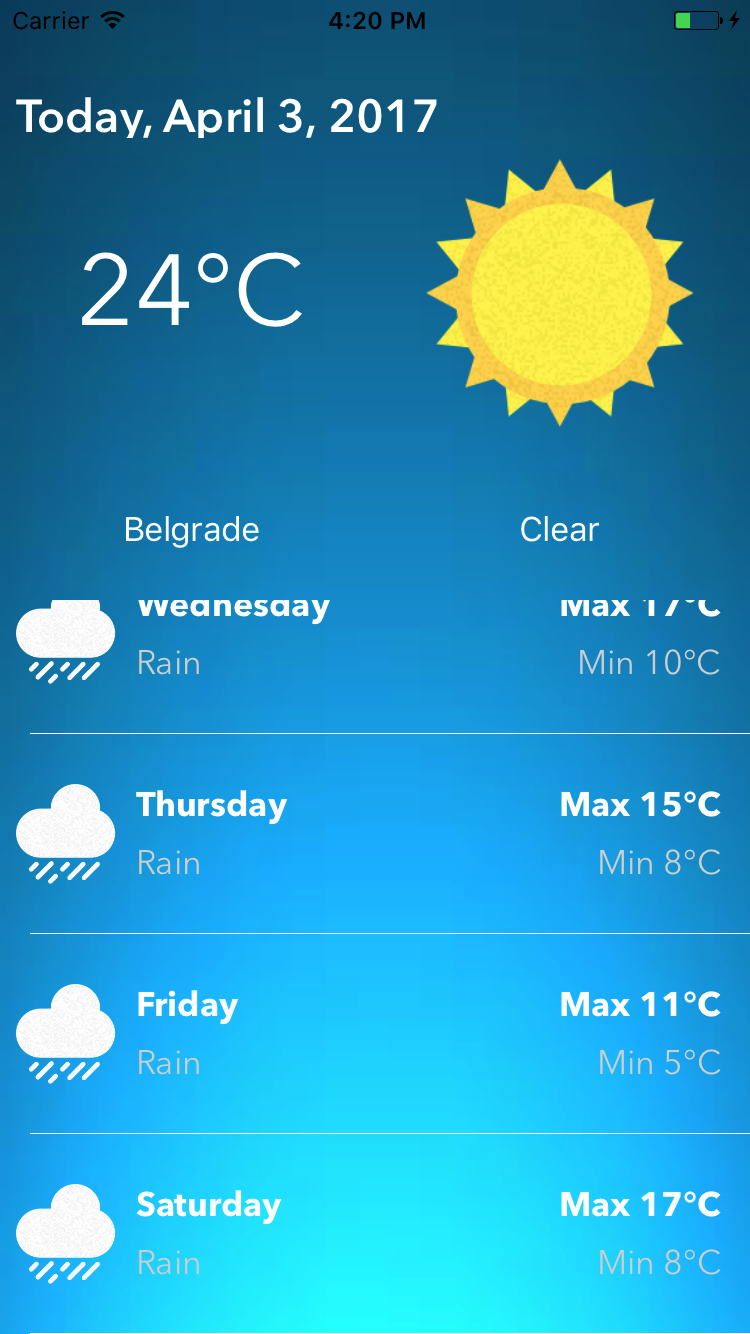 Carrier 4:20 PM
Today, April 3, 2017
24°C
Belgrade Clear
Wednesday Max 17°C
Rain Min 10°C
Thursday Max 15°C
Rain Min 8°C
Friday Max 11°C
Rain Min 5°C
Saturday Max 17°C
Rain Min 8°C